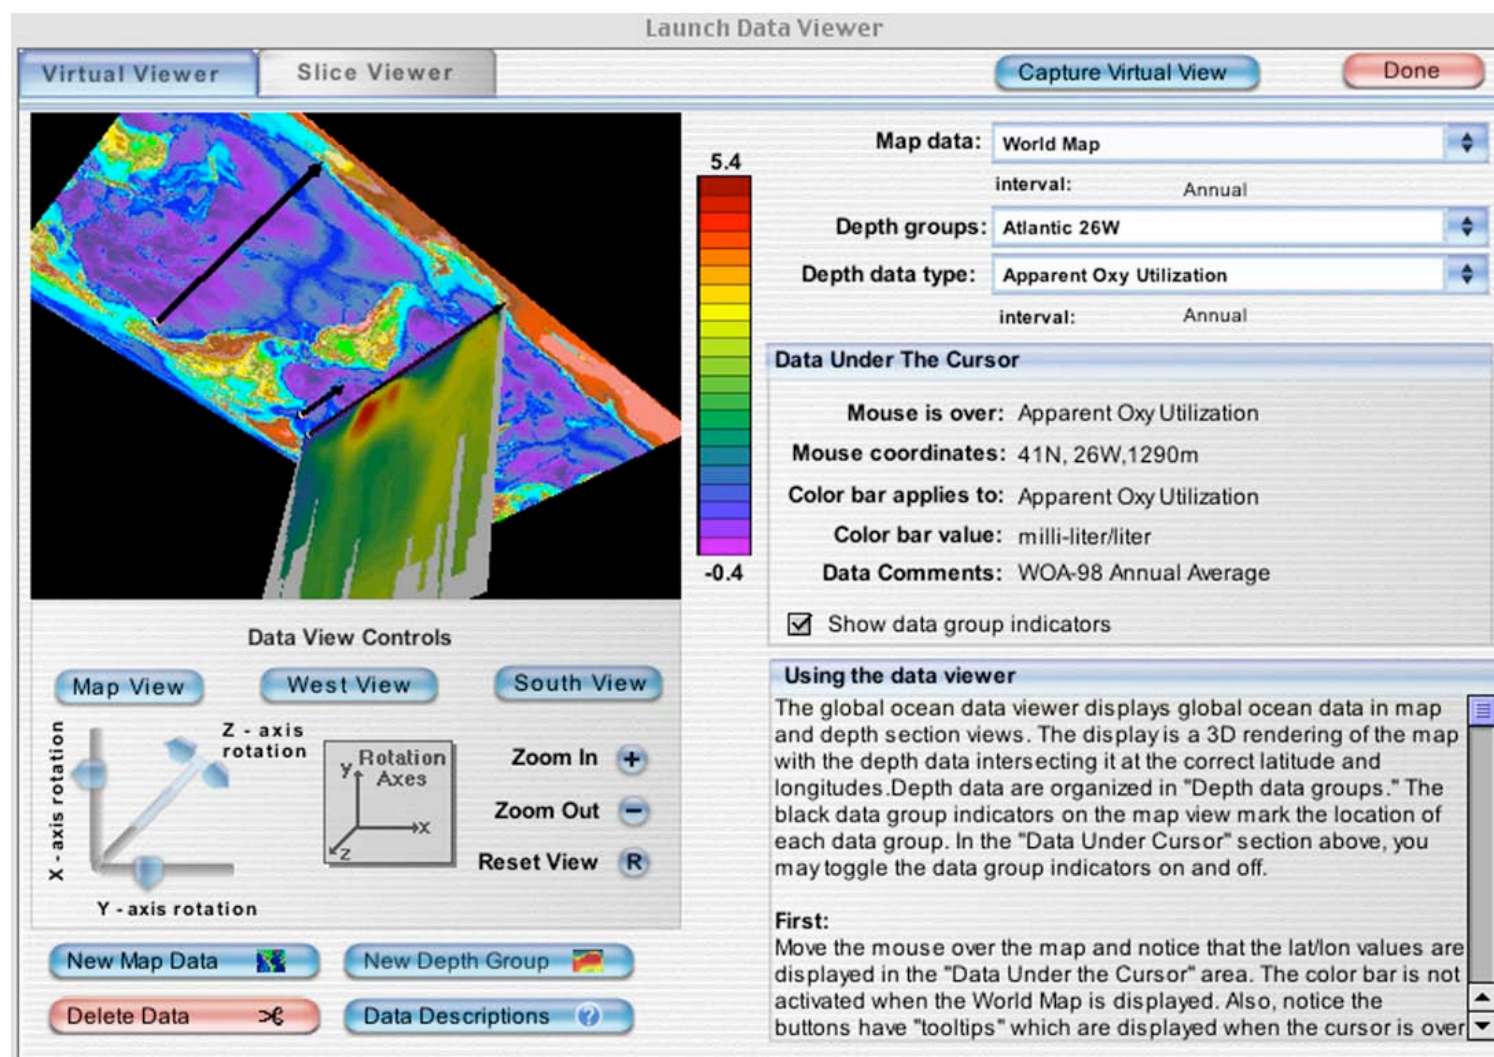 Launch Data Viewer
Virtual Viewer
Slice Viewer
Capture Virtual View
Done
Map data: World Map
interval: Annual
Depth groups: Atlantic 26W
Depth data type: Apparent Oxy Utilization
interval: Annual
5.4
-0.4
Data Under The Cursor
Mouse is over: Apparent Oxy Utilization
Mouse coordinates: 41N, 26W,1290m
Color bar applies to: Apparent Oxy Utilization
Color bar value: milli-liter/liter
Data Comments: WOA-98 Annual Average
Show data group indicators
Data View Controls
Map View
West View
South View
X - axis rotation
Z - axis
rotation
Y - axis rotation
Rotation
Axes
Y
X
Z
Zoom In +
Zoom Out −
Reset View R
New Map Data
New Depth Group
Delete Data
Data Descriptions ?
Using the data viewer
The global ocean data viewer displays global ocean data in map
and depth section views. The display is a 3D rendering of the map
with the depth data intersecting it at the correct latitude and
longitudes.Depth data are organized in "Depth data groups." The
black data group indicators on the map view mark the location of
each data group. In the "Data Under Cursor" section above, you
may toggle the data group indicators on and off.
First:
Move the mouse over the map and notice that the lat/lon values are
displayed in the "Data Under the Cursor" area. The color bar is not
activated when the World Map is displayed. Also, notice the
buttons have "tooltips" which are displayed when the cursor is over